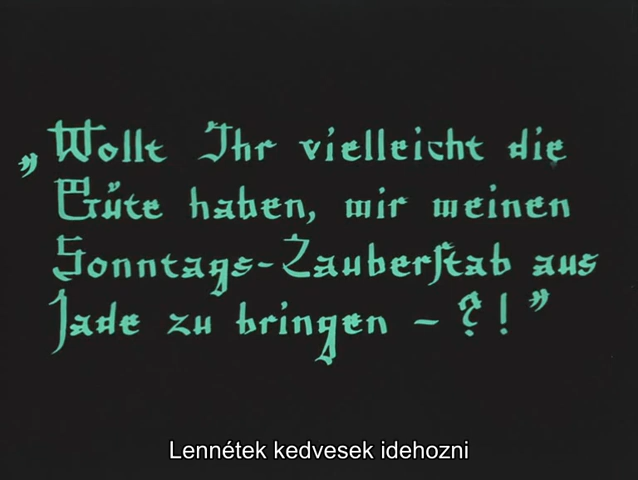 „Wollt Ihr vielleicht die
Güte haben, mir meinen
Sonntags-Zauberstab aus
Jade zu bringen – ?!”
Lennétek kedvesek idehozni